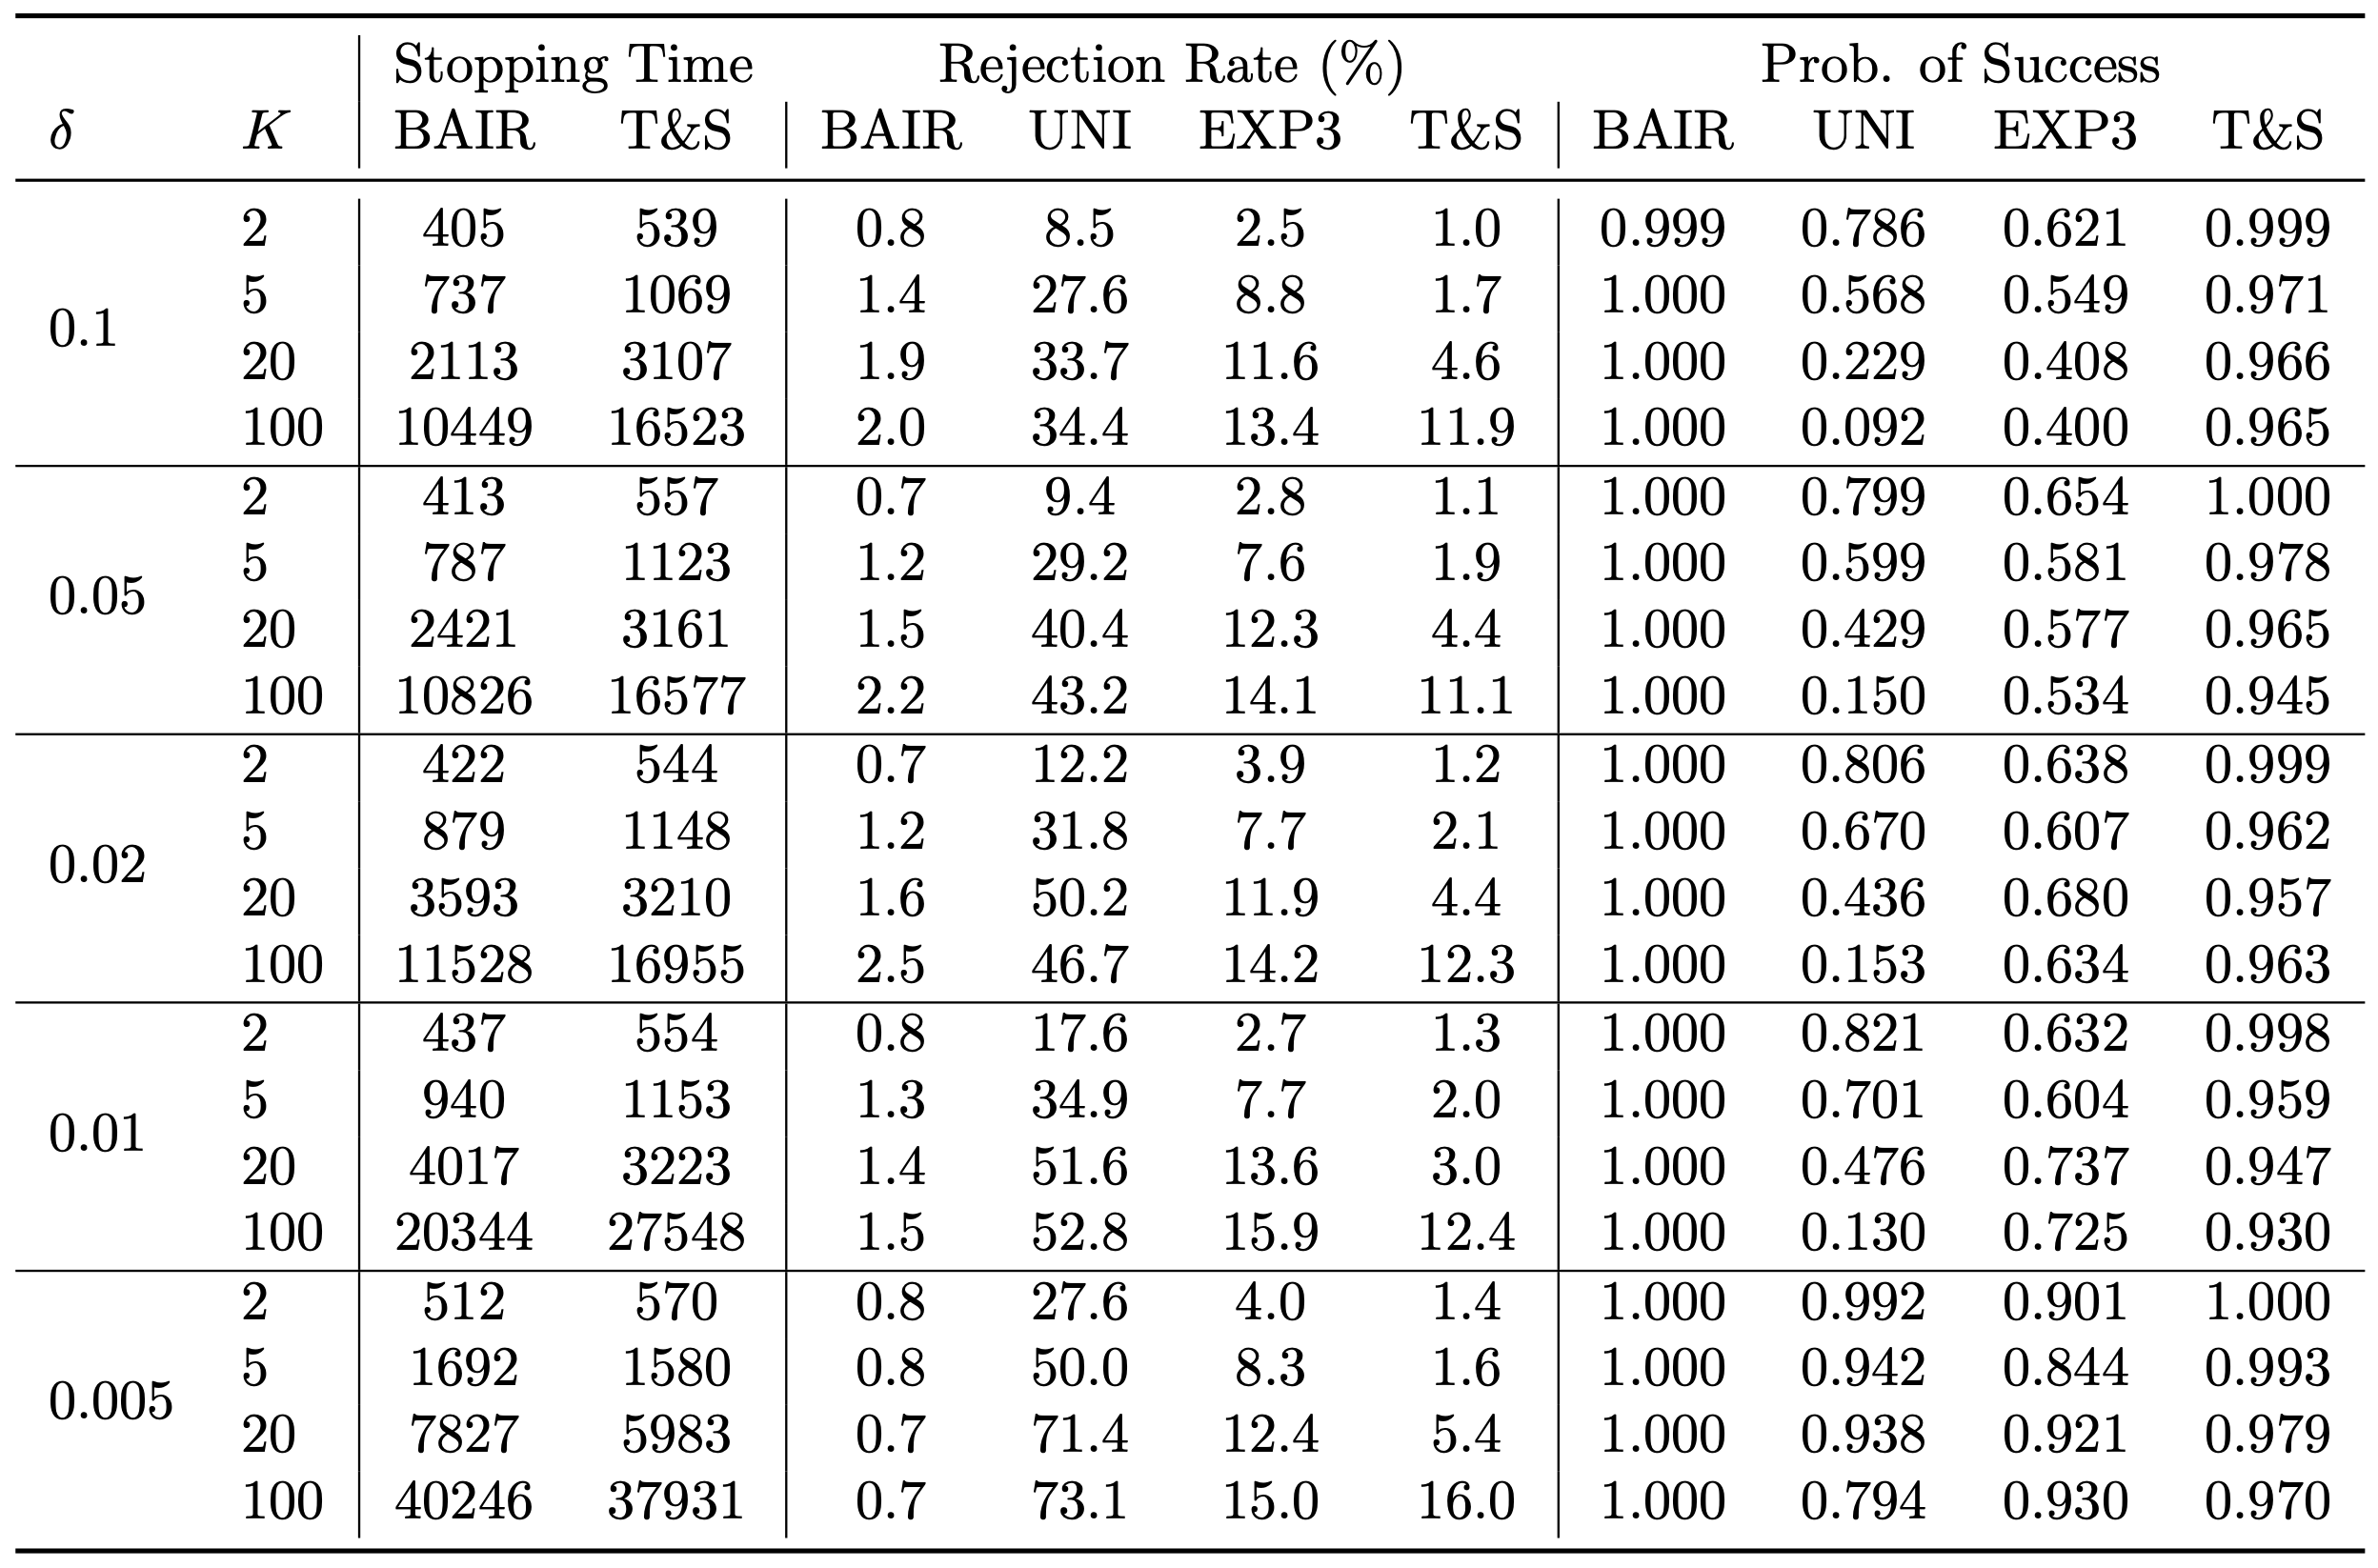 Stopping Time Rejection Rate (%) Prob. of Success
δ K BAIR T&S BAIR UNI EXP3 T&S BAIR UNI EXP3 T&S
0.1
2 405 539 0.8 8.5 2.5 1.0 0.999 0.786 0.621 0.999
5 737 1069 1.4 27.6 8.8 1.7 1.000 0.568 0.549 0.971
20 2113 3107 1.9 33.7 11.6 4.6 1.000 0.229 0.408 0.966
100 10449 16523 2.0 34.4 13.4 11.9 1.000 0.092 0.400 0.965
0.05
2 413 557 0.7 9.4 2.8 1.1 1.000 0.799 0.654 1.000
5 787 1123 1.2 29.2 7.6 1.9 1.000 0.599 0.581 0.978
20 2421 3161 1.5 40.4 12.3 4.4 1.000 0.429 0.577 0.965
100 10826 16577 2.2 43.2 14.1 11.1 1.000 0.150 0.534 0.945
0.02
2 422 544 0.7 12.2 3.9 1.2 1.000 0.806 0.638 0.999
5 879 1148 1.2 31.8 7.7 2.1 1.000 0.670 0.607 0.962
20 3593 3210 1.6 50.2 11.9 4.4 1.000 0.436 0.680 0.957
100 11528 16955 2.5 46.7 14.2 12.3 1.000 0.153 0.634 0.963
0.01
2 437 554 0.8 17.6 2.7 1.3 1.000 0.821 0.632 0.998
5 940 1153 1.3 34.9 7.7 2.0 1.000 0.701 0.604 0.959
20 4017 3223 1.4 51.6 13.6 3.0 1.000 0.476 0.737 0.947
100 20344 27548 1.5 52.8 15.9 12.4 1.000 0.130 0.725 0.930
0.005
2 512 570 0.8 27.6 4.0 1.4 1.000 0.992 0.901 1.000
5 1692 1580 0.8 50.0 8.3 1.6 1.000 0.942 0.844 0.993
20 7827 5983 0.7 71.4 12.4 5.4 1.000 0.938 0.921 0.979
100 40246 37931 0.7 73.1 15.0 16.0 1.000 0.794 0.930 0.970